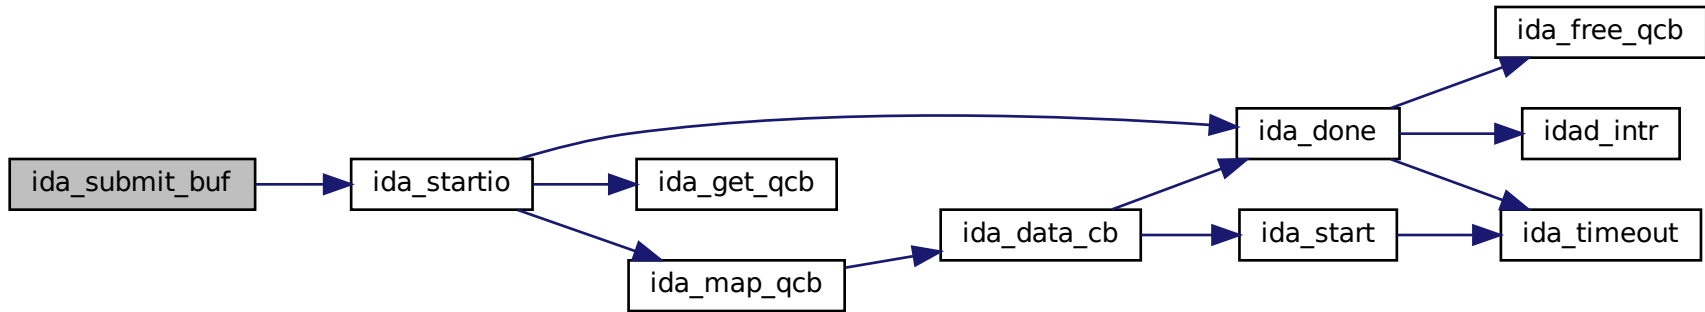 ida_submit_buf
ida_startio
ida_get_qcb
ida_map_qcb
ida_data_cb
ida_done
ida_start
ida_free_qcb
idad_intr
ida_timeout